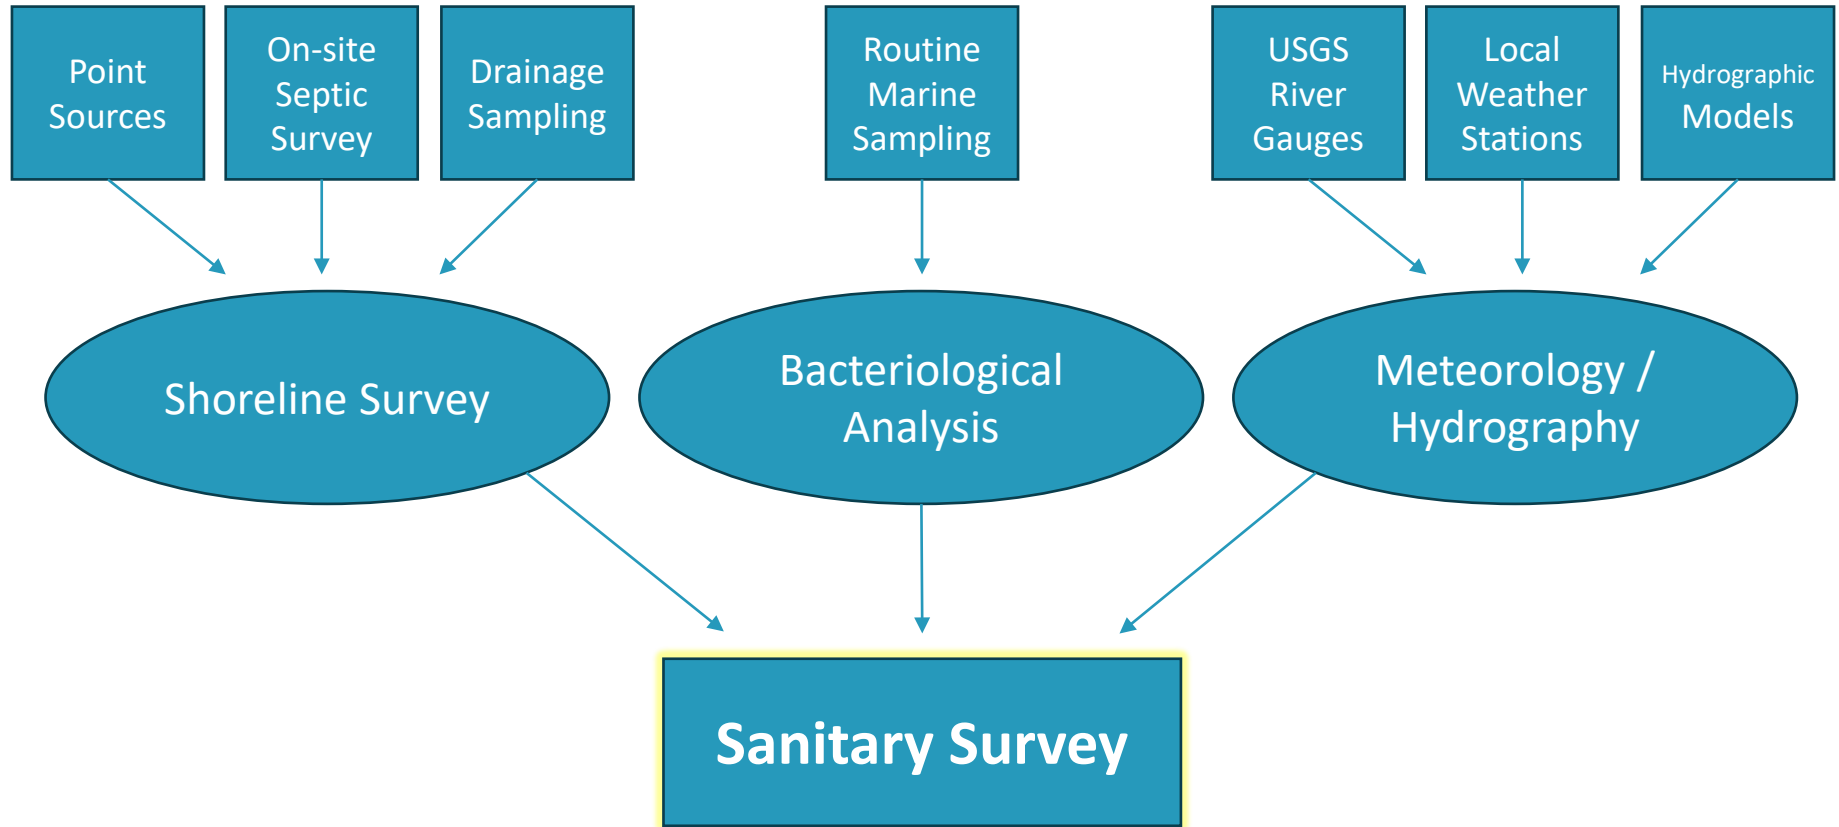 Point
Sources
On-site
Septic
Survey
Drainage
Sampling
Routine
Marine
Sampling
USGS
River
Gauges
Local
Weather
Stations
Hydrographic
Models
Shoreline Survey
Bacteriological
Analysis
Meteorology /
Hydrography
Sanitary Survey